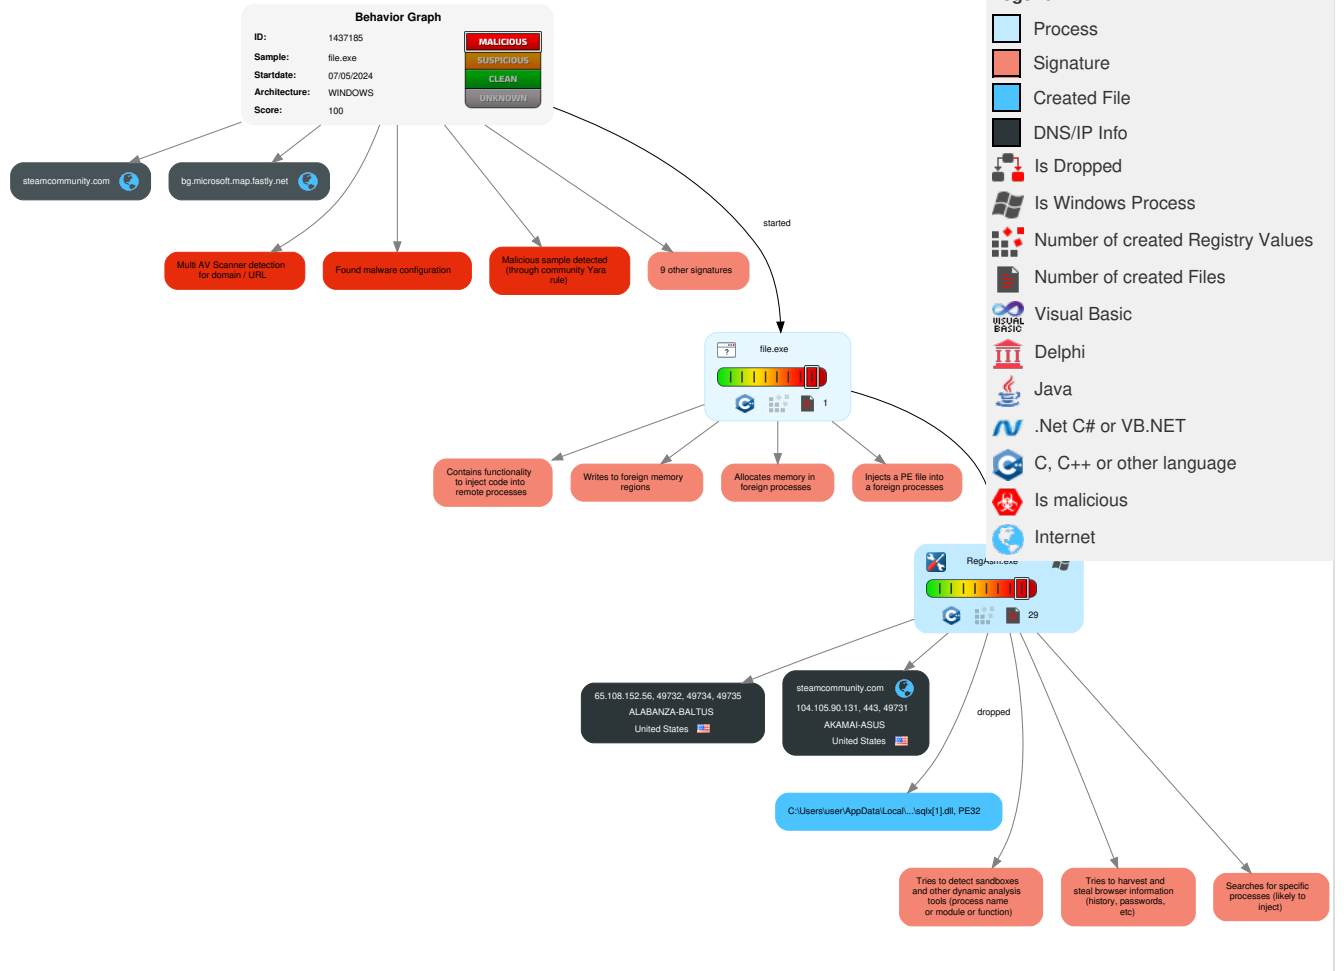 Behavior Graph
ID: 1437185
Sample: file.exe
Startdate: 07/05/2024
Architecture: WINDOWS
Score: 100
MALICIOUS
SUSPICIOUS
CLEAN
UNKNOWN
Process
Signature
Created File
DNS/IP Info
Is Dropped
Is Windows Process
Number of created Registry Values
Number of created Files
VISUAL
BASIC
Visual Basic
Delphi
Java
.Net C# or VB.NET
C, C++ or other language
Is malicious
Internet
steamcommunity.com
bg.microsoft.map.fastly.net
started
Multi AV Scanner detection
for domain / URL
Found malware configuration
Malicious sample detected
(through community Yara
rule)
9 other signatures
file.exe
1
Contains functionality
to inject code into
remote processes
Writes to foreign memory
regions
Allocates memory in
foreign processes
Injects a PE file into
a foreign processes
RegAsm.exe
29
65.108.152.56, 49732, 49734, 49735
ALABANZA-BALTUS
United States
steamcommunity.com
104.105.90.131, 443, 49731
AKAMAI-ASUS
United States
dropped
C:\Users\user\AppData\Local\...\sqlx[1].dll, PE32
Tries to detect sandboxes
and other dynamic analysis
tools (process name
or module or function)
Tries to harvest and
steal browser information
(history, passwords,
etc)
Searches for specific
processes (likely to
inject)